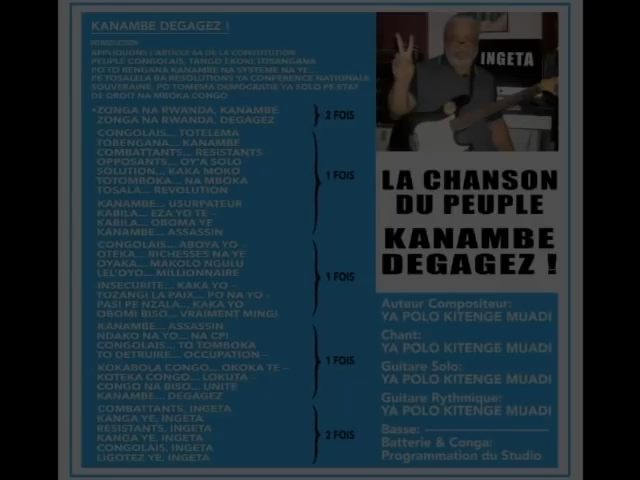 KANAMBE DEGAGEZ !
INTRODUCTION
APPLIQUONS L'ARTICLE 64 DE LA CONSTITUTION
PEUPLE CONGOLAIS, TANGO EKOKI, TOSANGANA
PO TO BENGANA KANAMBE NA SYSTEME NA YE...
PE TOSALELA BA RESOLUTIONS YA CONFERENCE NATIONALE
SOUVERAINE, PO TOMEMA DEMOCRATIE YA SOLO PE ETAT
DE DROIT NA MBOKA CONGO.
•ZONGA NA RWANDA, KANAMBE
ZONGA NA RWANDA, DEGAGEZ
2 FOIS
CONGOLAIS... TOTELEMA
TOBENGANA... KANAMBE
COMBATTANTS... RESISTANTS
OPPOSANTS... OY'A SOLO
SOLUTION... KAKA MOKO
TOTOMBOKA... NA MBOKA
TOSALA... REVOLUTION
KANAMBE... USURPATEUR
KABILA... EZA YO TE –
KABILA... OBOMA YE
KANAMBE... ASSASSIN
1 FOIS
CONGOLAIS... ABOYA YO –
OTEKA... RICHESSES NA YE
OYAKA... MAKOLO NGULU
LEL'OYO... MILLIONNAIRE
INSECURITE... KAKA YO –
TOZANGI LA PAIX... PO NA YO –
PASI PE NZALA... KAKA YO
OBOMI BISO... VRAIMENT MINGI
1 FOIS
KANAMBE... ASSASSIN
NDAKO NA YO... NA CPI
CONGOLAIS... TO TOMBOKA
TO DETRUIRE... OCCUPATION –
KOKABOLA CONGO... OKOKA TE –
KOTEKA CONGO... LOKUTA –
CONGO NA BISO... UNITE
KANAMBE... DEGAGEZ
1 FOIS
COMBATTANTS, INGETA
KANGA YE, INGETA
RESISTANTS, INGETA
KANGA YE, INGETA
CONGOLAIS, INGETA
LIGOTEZ YE, INGETA
2 FOIS
INGETA
LA CHANSON
DU PEUPLE
KANAMBE
DEGAGEZ !
Auteur Compositeur:
YA POLO KITENGE MUADI
Chant:
YA POLO KITENGE MUADI
Guitare Solo:
YA POLO KITENGE MUADI
Guitare Rythmique:
YA POLO KITENGE MUADI
Basse:
Batterie & Conga:
Programmation du Studio